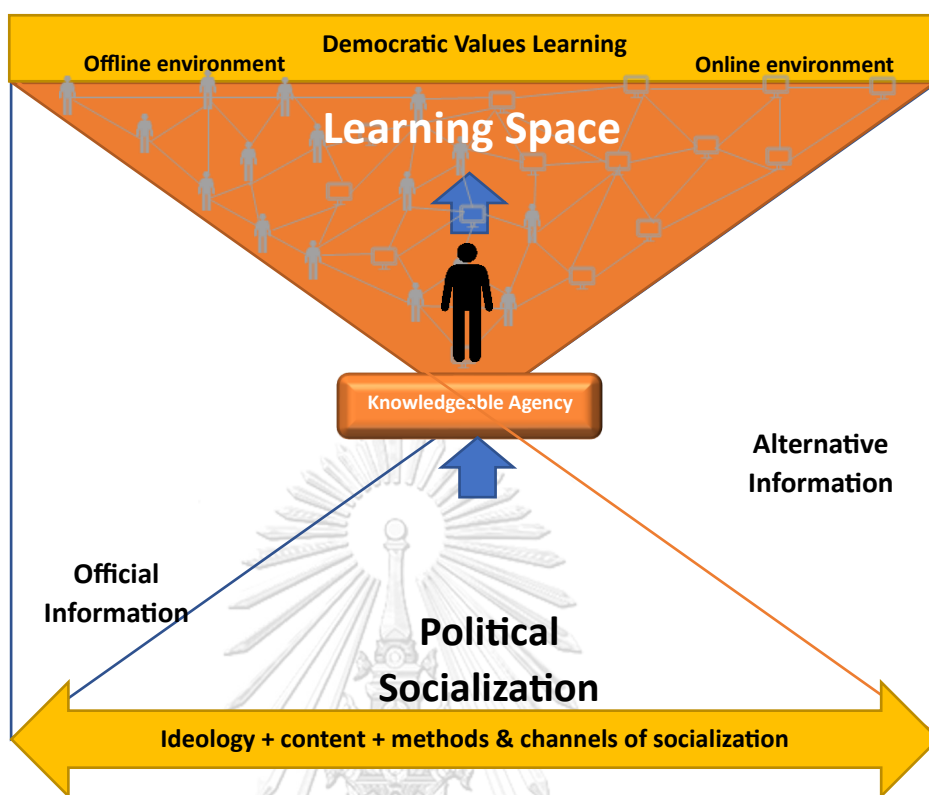 Democratic Values Learning
Offline environment
Online environment
Learning Space
Knowledgeable Agency
Alternative
Information
Official
Information
Political
Socialization
Ideology + content + methods & channels of socialization